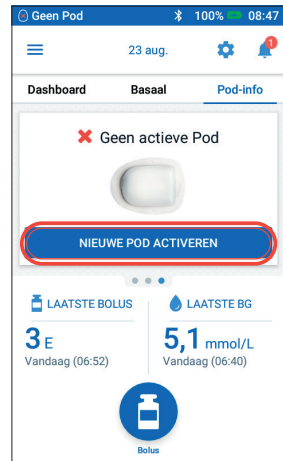 Geen Pod 100% 08:47
23 aug. 1
Dashboard Basaal Pod-info
Geen actieve Pod
NIEUWE POD ACTIVEREN
LAATSTE BOLUS LAATSTE BG
3 E 5,1 mmol/L
Vandaag (06:52) Vandaag (06:40)
Bolus